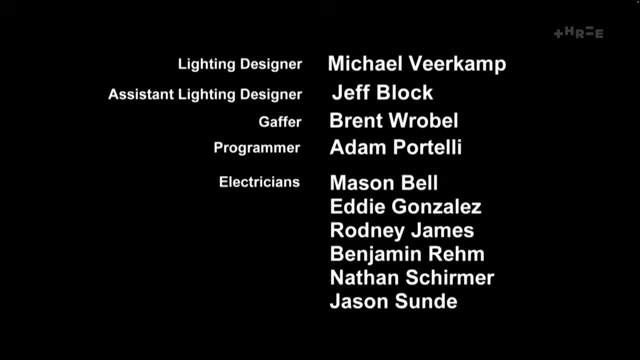 +HR=E
Lighting Designer Michael Veerkamp
Assistant Lighting Designer Jeff Block
Gaffer Brent Wrobel
Programmer Adam Portelli
Electricians Mason Bell
Eddie Gonzalez
Rodney James
Benjamin Rehm
Nathan Schirmer
Jason Sunde